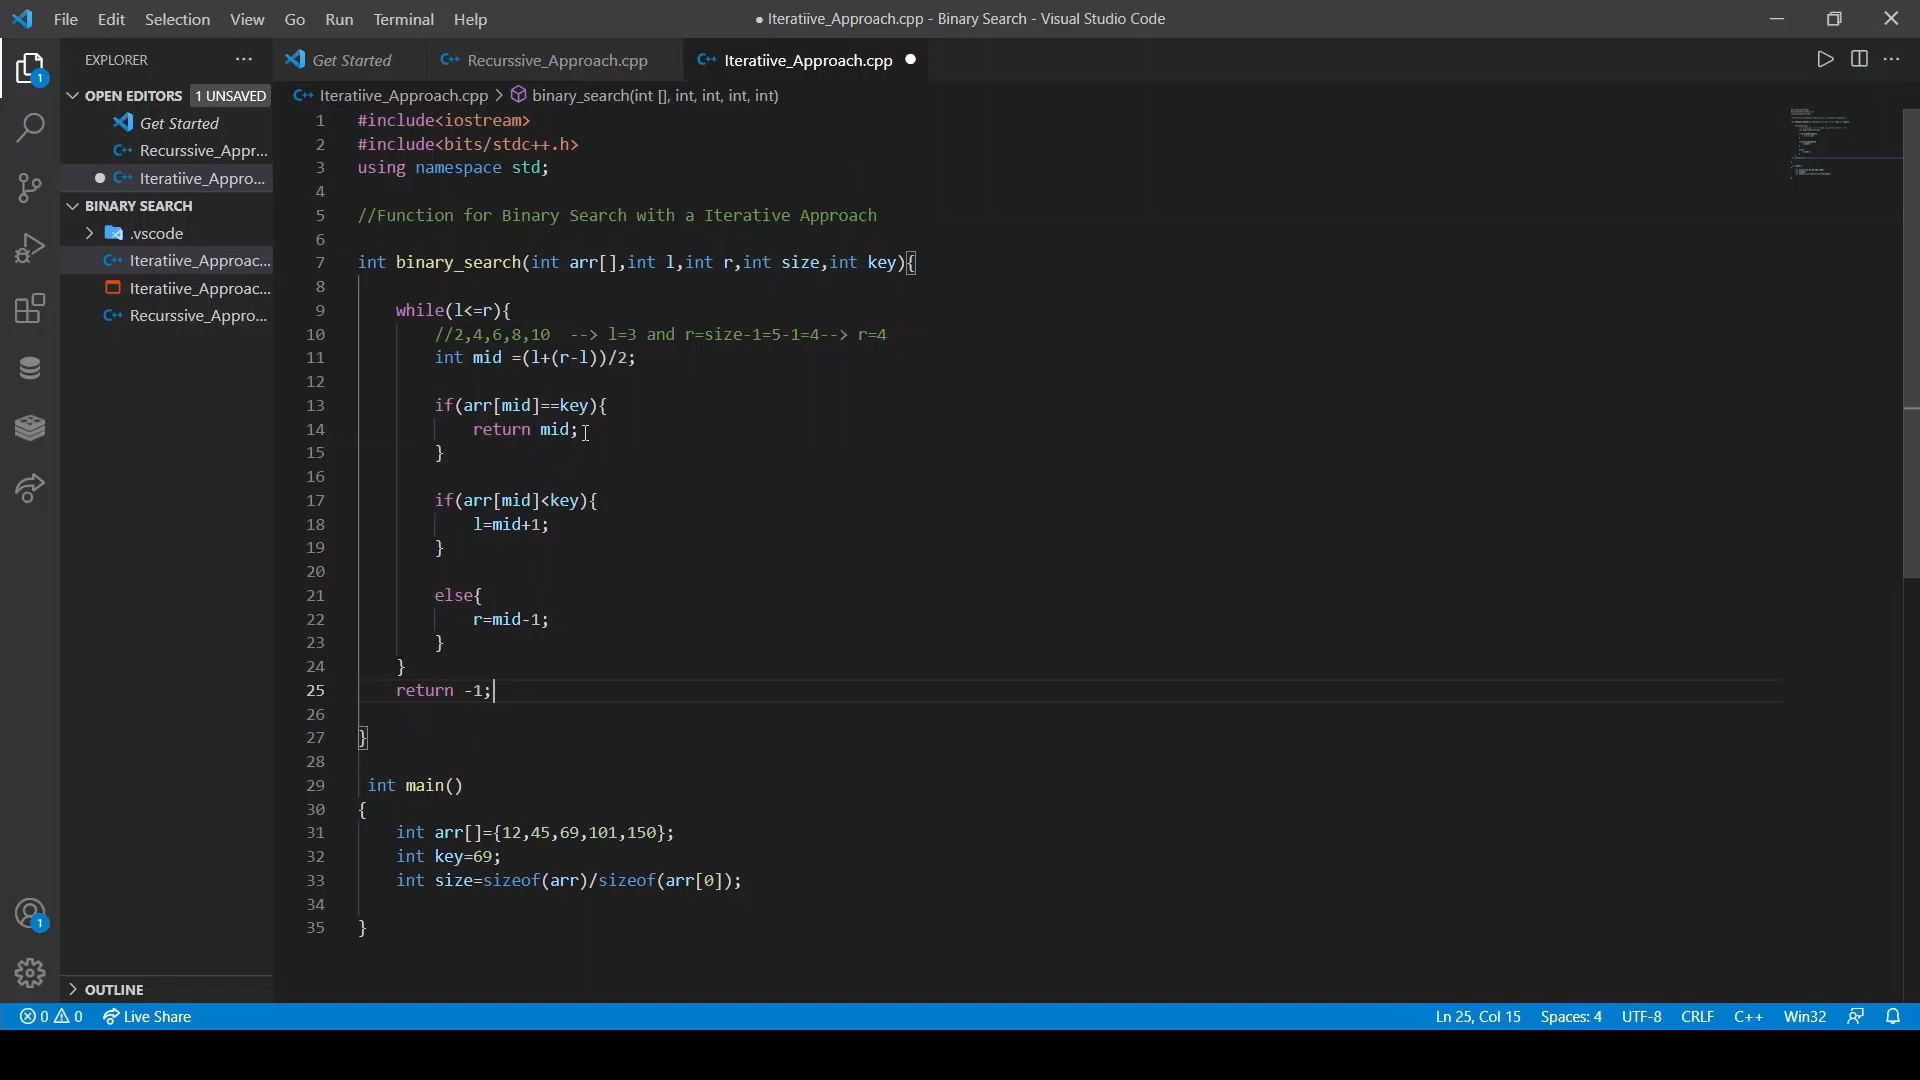 File Edit Selection View Go Run Terminal Help
● Iteratiive_Approach.cpp - Binary Search - Visual Studio Code
EXPLORER
Get Started
Recurssive_Approach.cpp
Iteratiive_Approach.cpp
OPEN EDITORS 1 UNSAVED
Get Started
Recurssive_Appr...
Iteratiive_Appro...
BINARY SEARCH
.vscode
Iteratiive_Approac...
Iteratiive_Approac...
Recurssive_Appro...
OUTLINE
1
1
Iteratiive_Approach.cpp > binary_search(int [], int, int, int, int)
1 #include<iostream>
2 #include<bits/stdc++.h>
3 using namespace std;
4
5 //Function for Binary Search with a Iterative Approach
6
7 int binary_search(int arr[],int l,int r,int size,int key){
8
9 while(l<=r){
10 //2,4,6,8,10 --> l=3 and r=size-1=5-1=4--> r=4
11 int mid =(l+(r-l))/2;
12
13 if(arr[mid]==key){
14 return mid;
15 }
16
17 if(arr[mid]<key){
18 l=mid+1;
19 }
20
21 else{
22 r=mid-1;
23 }
24 }
25 return -1;
26
27 }
28
29 int main()
30 {
31 int arr[]={12,45,69,101,150};
32 int key=69;
33 int size=sizeof(arr)/sizeof(arr[0]);
34
35 }
0 0 Live Share
Ln 25, Col 15 Spaces: 4 UTF-8 CRLF C++ Win32